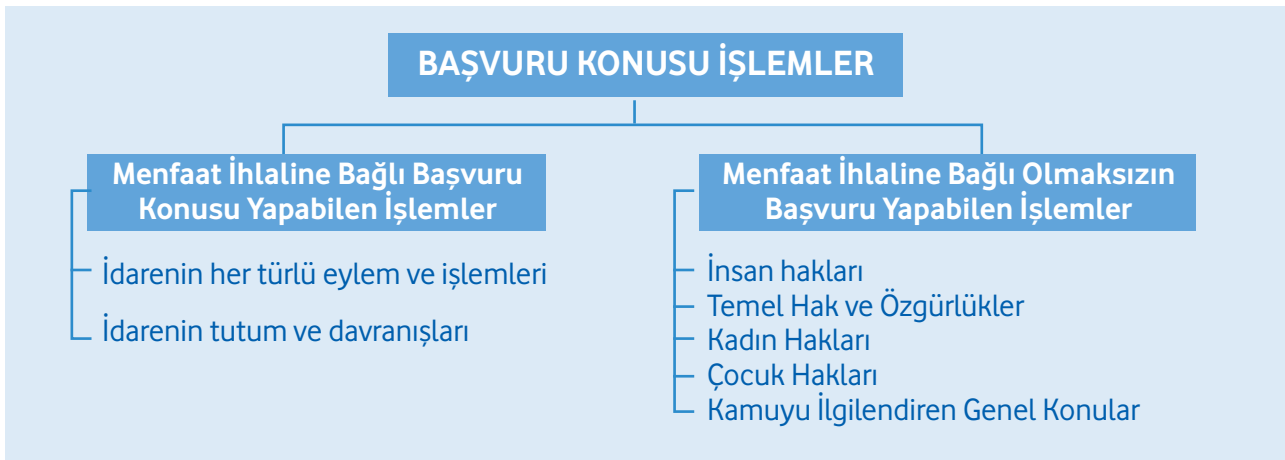 BAŞVURU KONUSU İŞLEMLER
Menfaat İhlaline Bağlı Başvuru
Konusu Yapabilen İşlemler
İdarenin her türlü eylem ve işlemleri
İdarenin tutum ve davranışları
Menfaat İhlaline Bağlı Olmaksızın
Başvuru Yapabilen İşlemler
İnsan hakları
Temel Hak ve Özgürlükler
Kadın Hakları
Çocuk Hakları
Kamuyu İlgilendiren Genel Konular